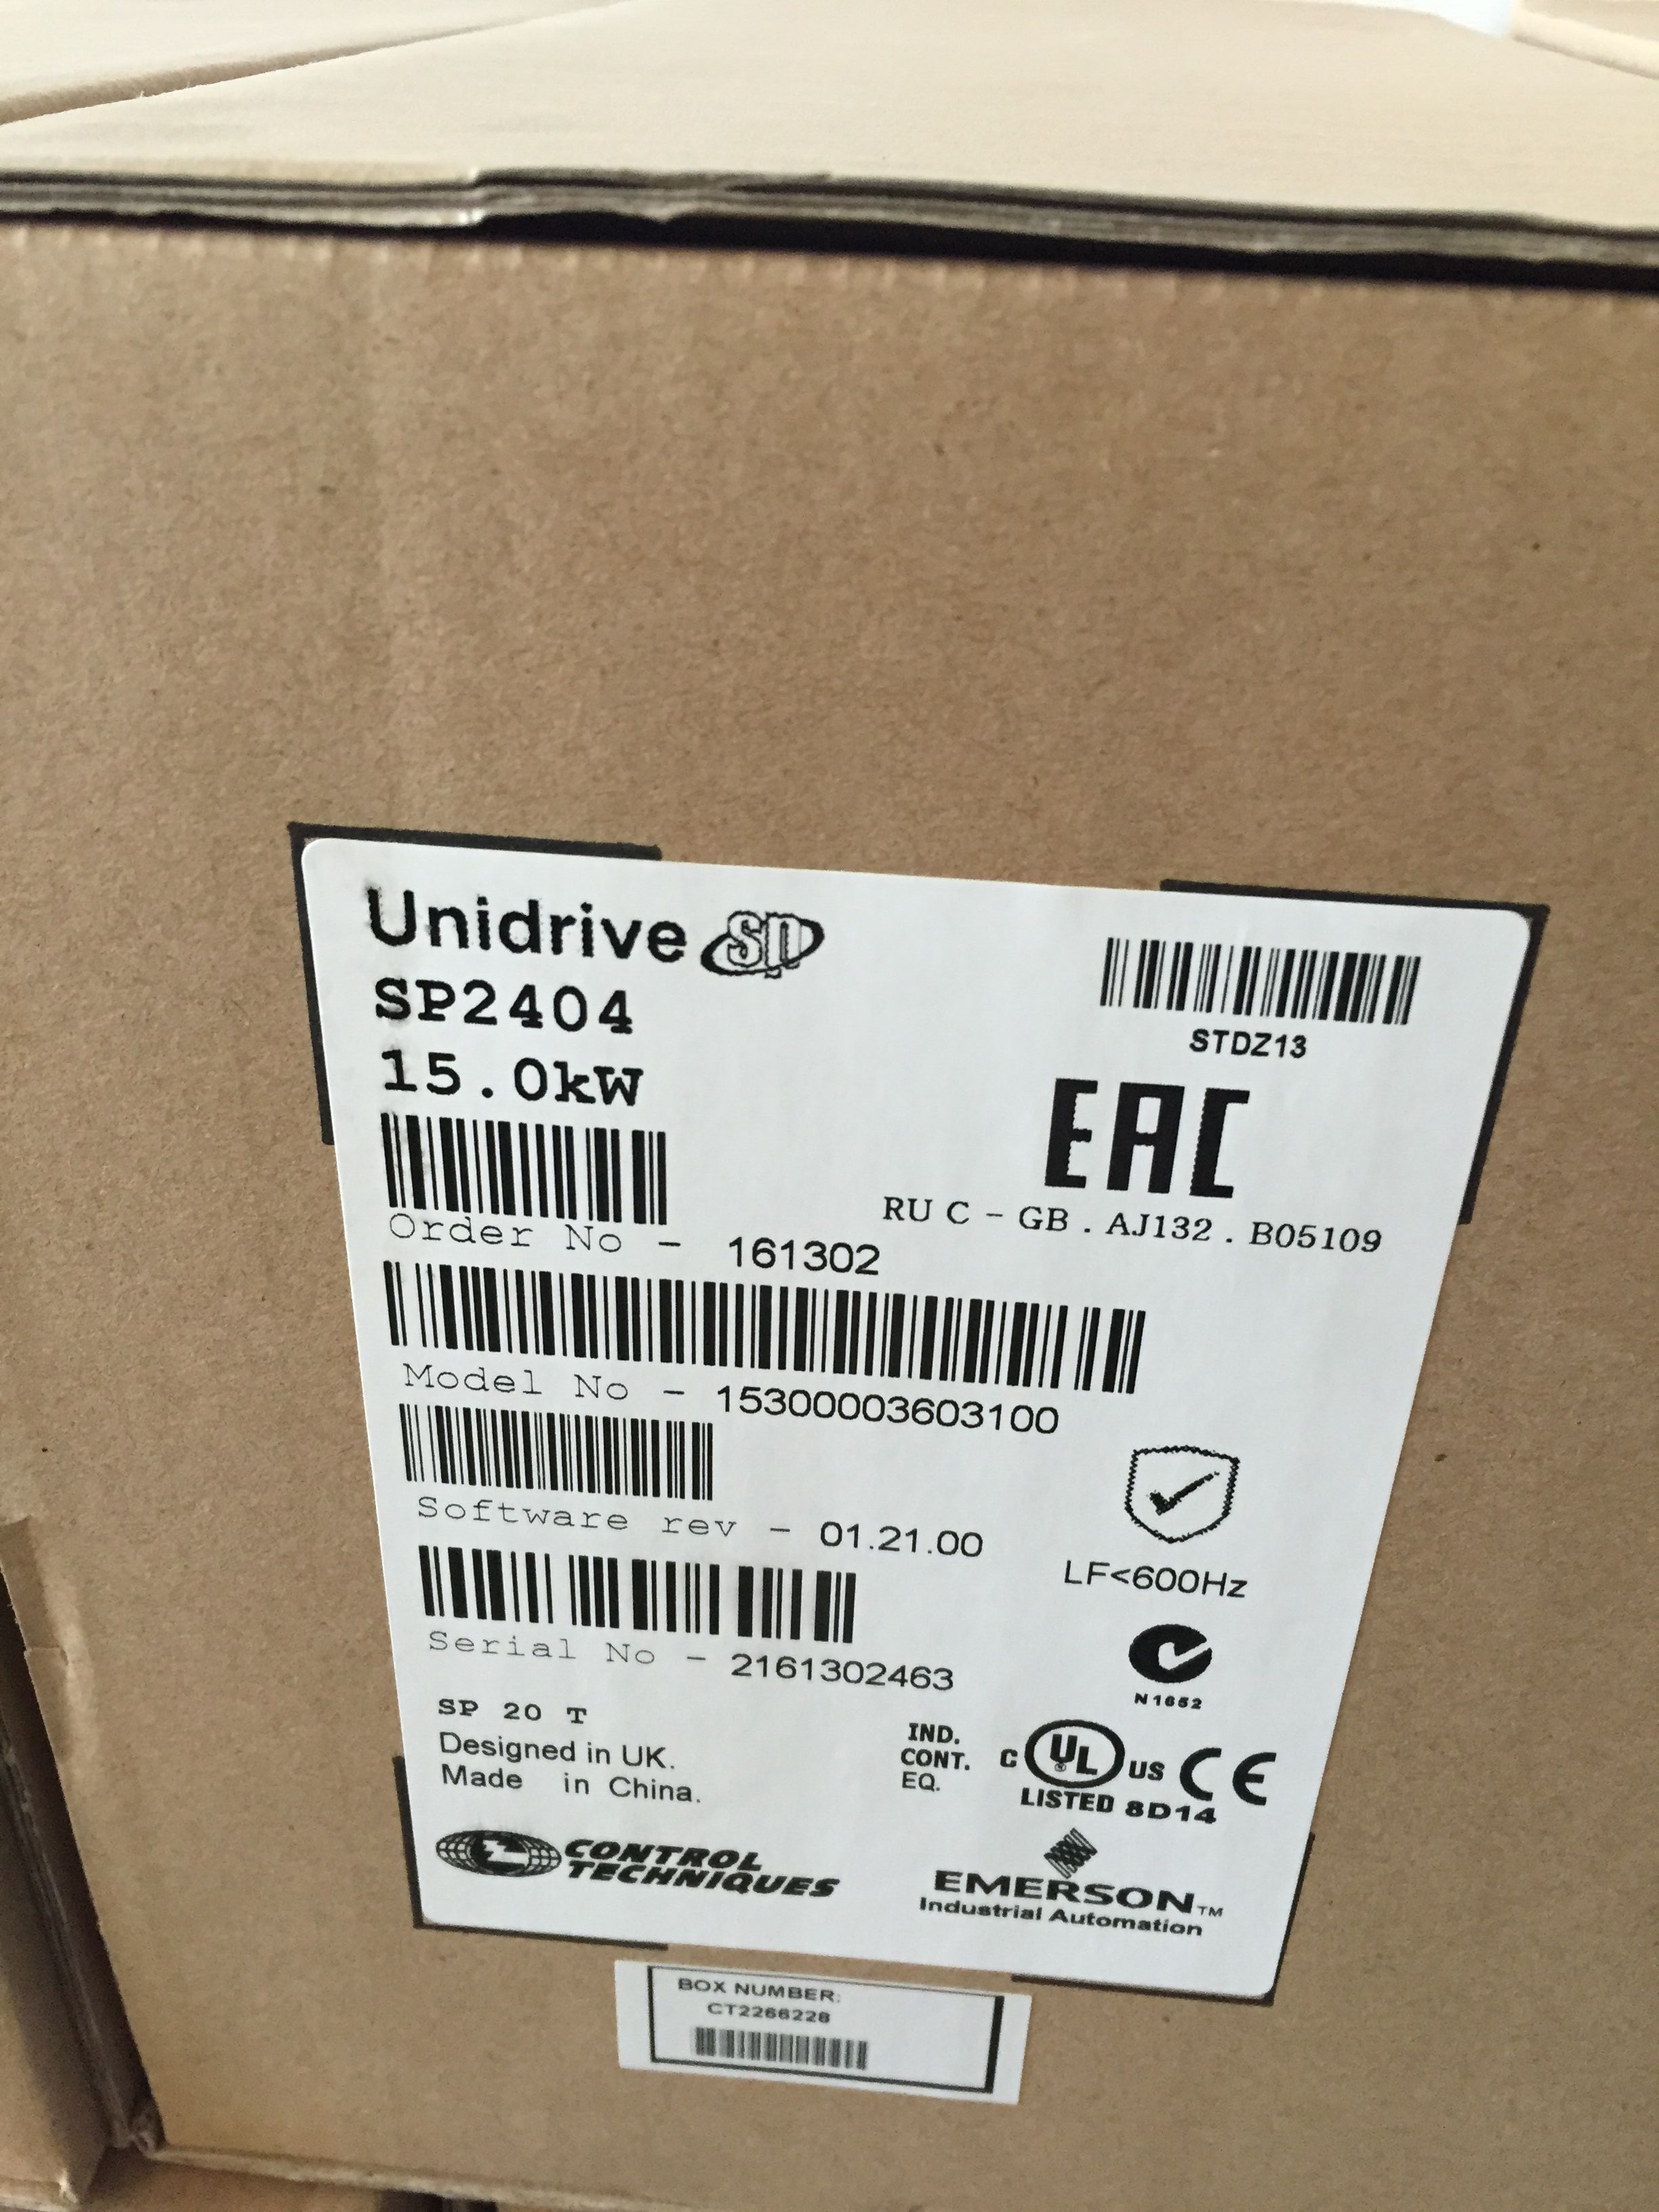 Unidrive SP
SP2404
15.0kW
STDZ13
EAC
RU C - GB . AJ132 . B05109
Order No - 161302
Model No - 15300003603100
Software rev - 01.21.00
LF<600Hz
Serial No - 2161302463
N1652
SP 20 T
Designed in UK.
Made in China.
IND.
CONT.
EQ.
C UL US CE
LISTED 8D14
CONTROL
TECHNIQUES
EMERSON™
Industrial Automation
BOX NUMBER:
CT2266228